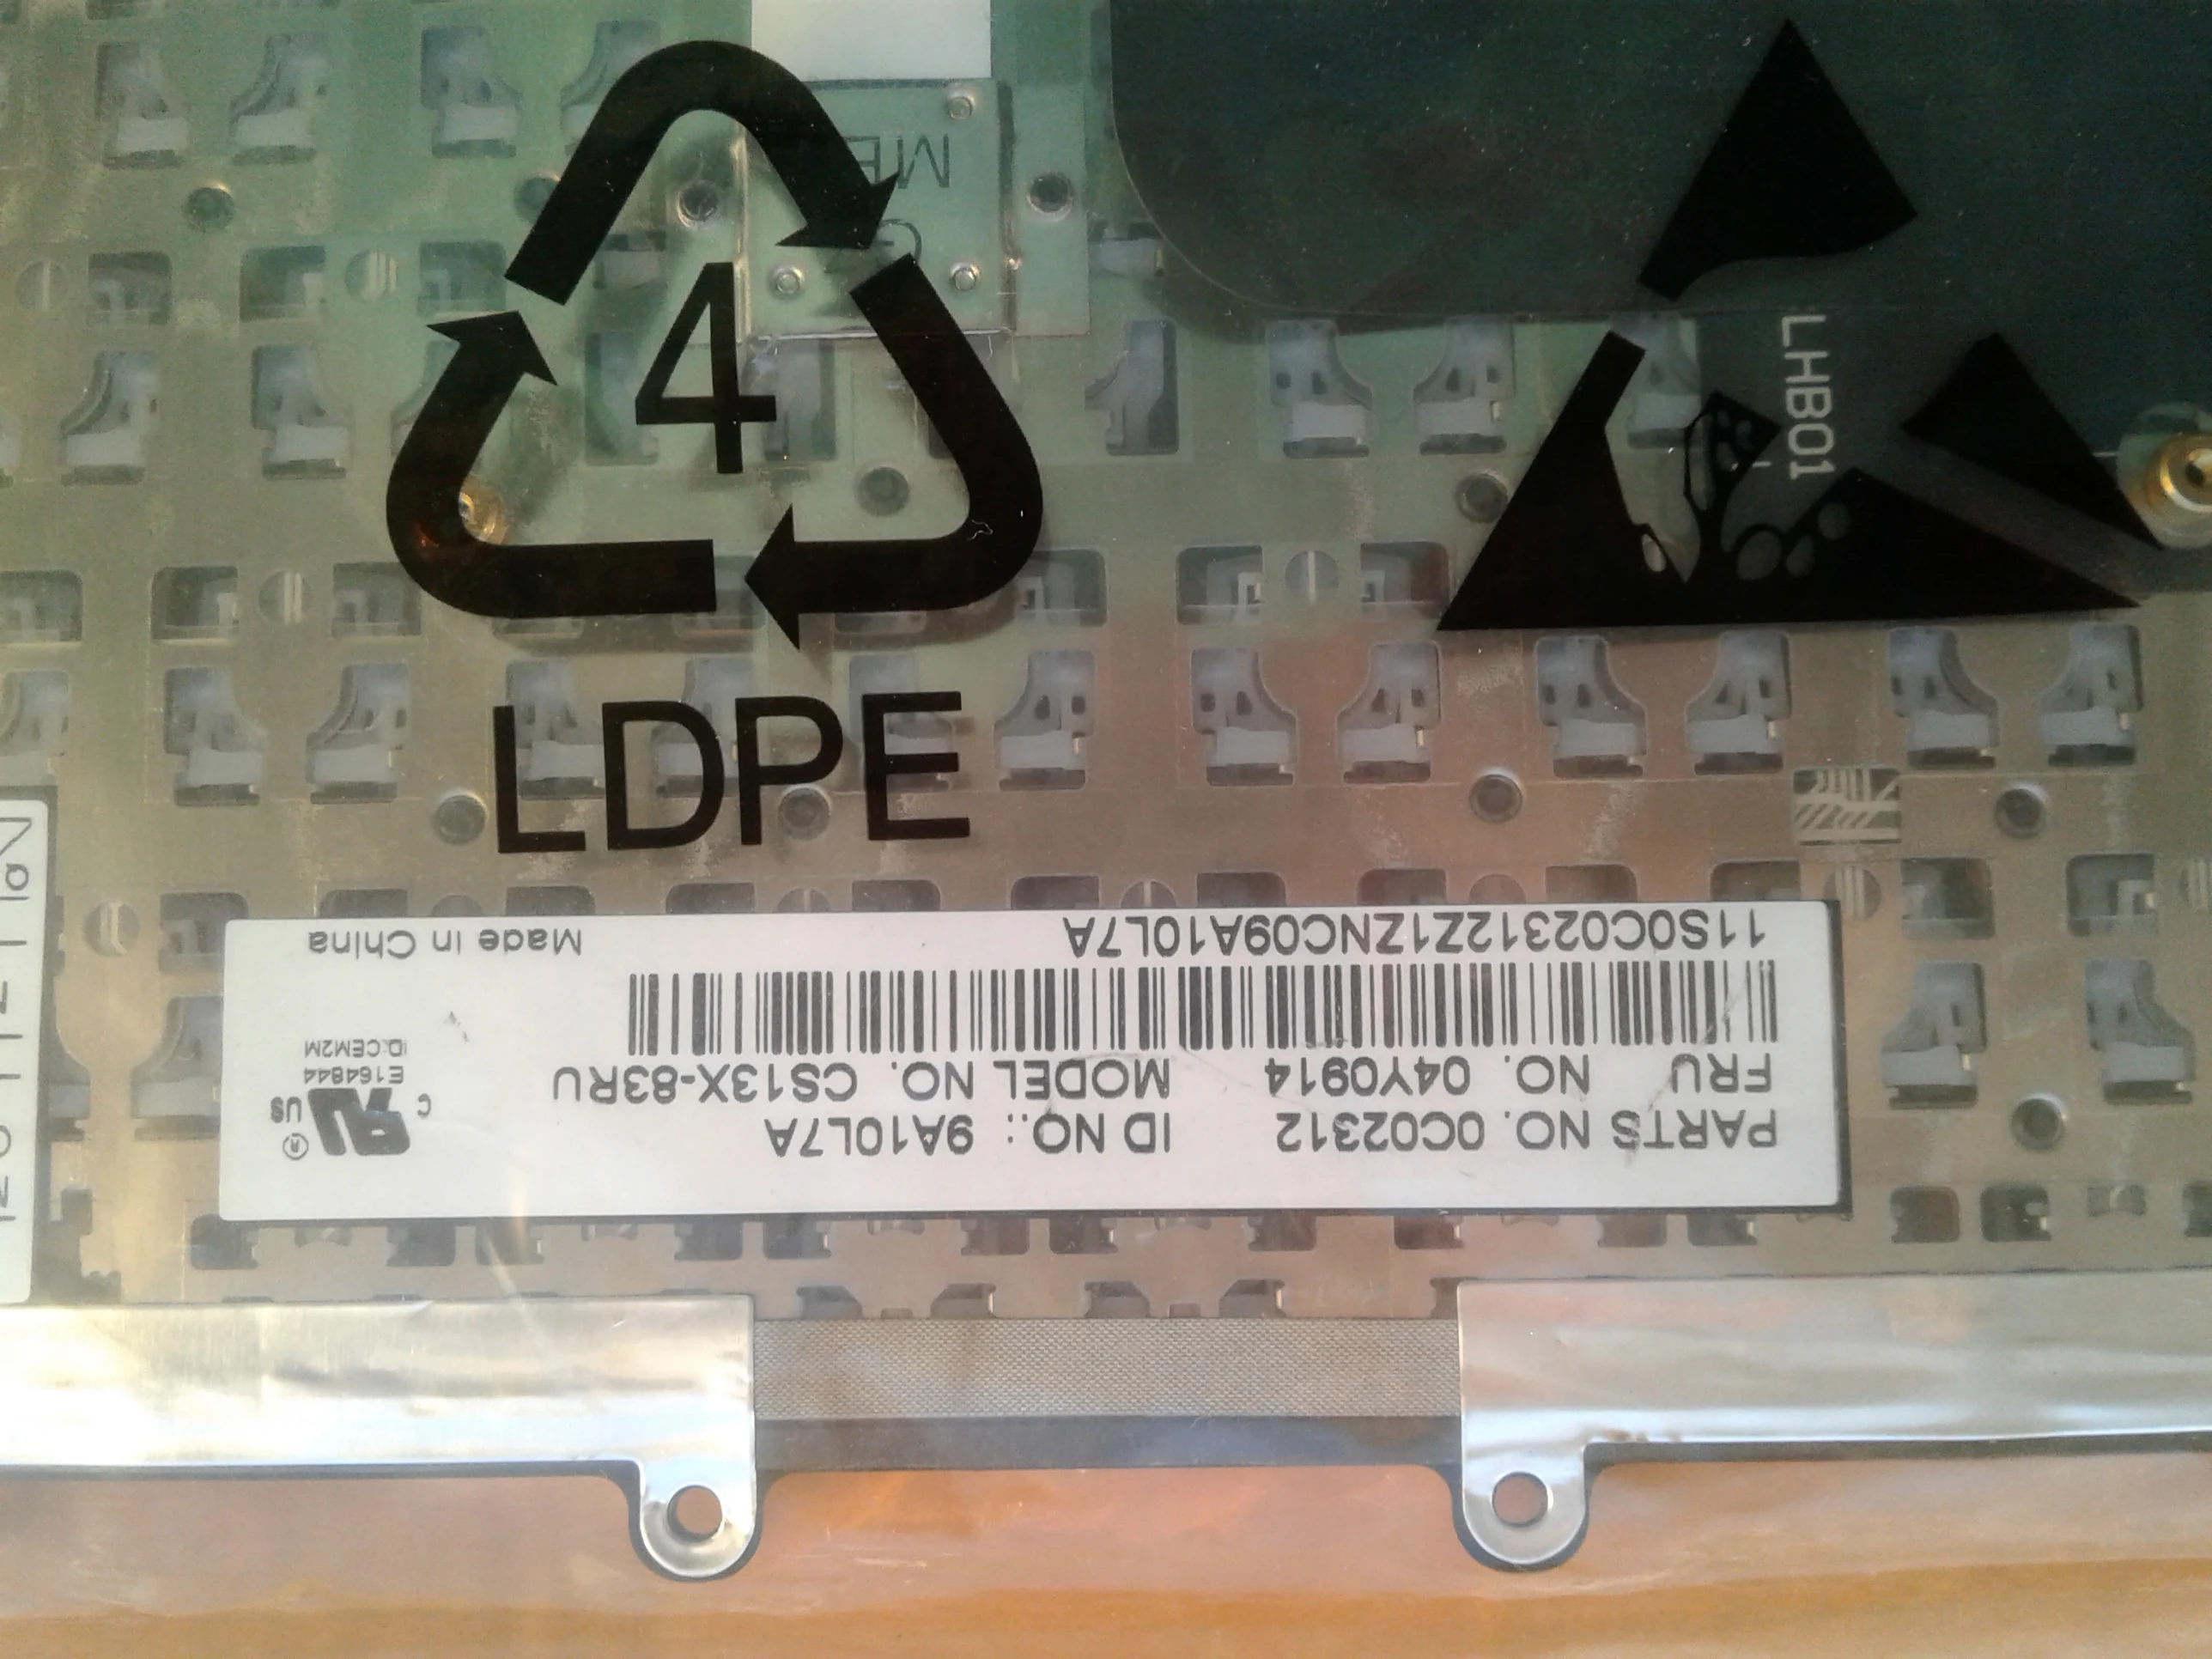 4
LDPE
LHB01
PARTS NO. 0C02312 ID NO.: 9A10L7A
FRU NO. 04Y0914 MODEL NO. CS13X-83RU
11S0C02312Z1ZNC09A10L7A
Made in China
C US
®
E164844
ID:CEM2M